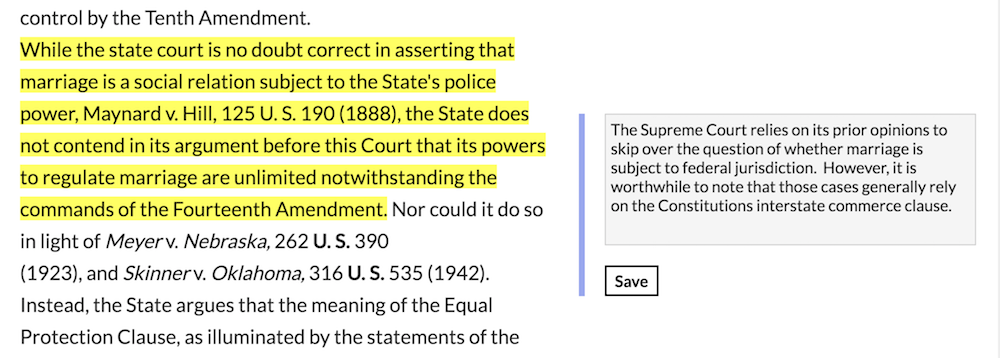 control by the Tenth Amendment.
While the state court is no doubt correct in asserting that
marriage is a social relation subject to the State's police
power, Maynard v. Hill, 125 U. S. 190 (1888), the State does
not contend in its argument before this Court that its powers
to regulate marriage are unlimited notwithstanding the
commands of the Fourteenth Amendment. Nor could it do so
in light of Meyer v. Nebraska, 262 U. S. 390
(1923), and Skinner v. Oklahoma, 316 U. S. 535 (1942).
Instead, the State argues that the meaning of the Equal
Protection Clause, as illuminated by the statements of the
The Supreme Court relies on its prior opinions to
skip over the question of whether marriage is
subject to federal jurisdiction.  However, it is
worthwhile to note that those cases generally rely
on the Constitutions interstate commerce clause.
Save